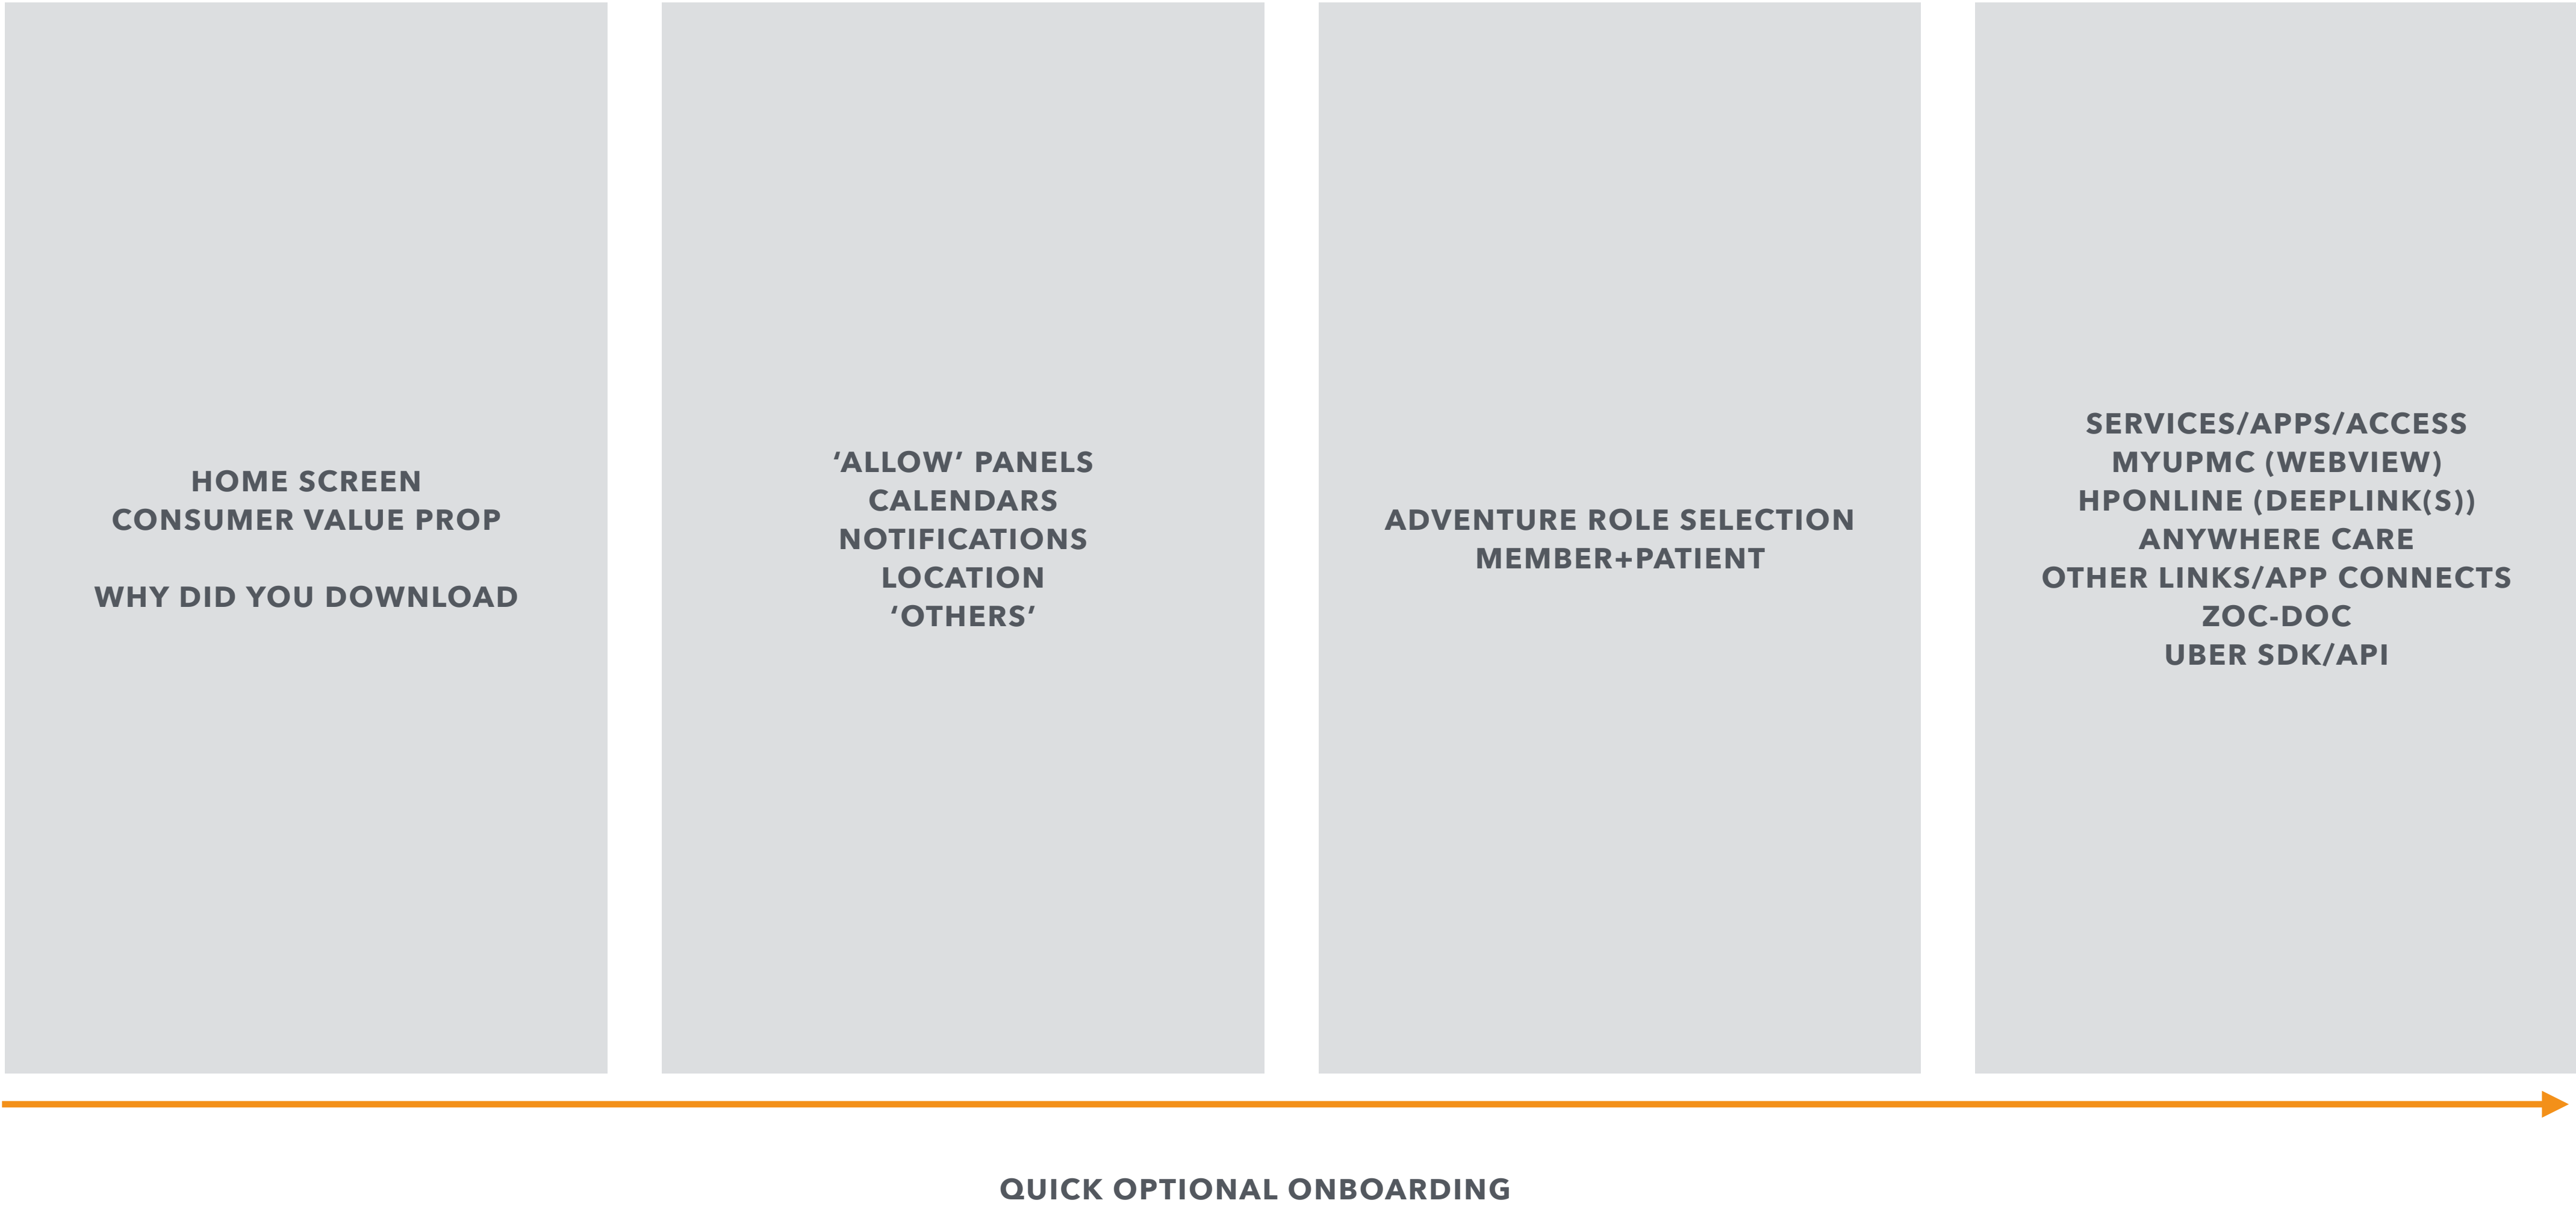 HOME SCREEN
CONSUMER VALUE PROP
WHY DID YOU DOWNLOAD
‘ALLOW’ PANELS
CALENDARS
NOTIFICATIONS
LOCATION
‘OTHERS’
ADVENTURE ROLE SELECTION
MEMBER+PATIENT
SERVICES/APPS/ACCESS
MYUPMC (WEBVIEW)
HPONLINE (DEEPLINK(S))
ANYWHERE CARE
OTHER LINKS/APP CONNECTS
ZOC-DOC
UBER SDK/API
QUICK OPTIONAL ONBOARDING